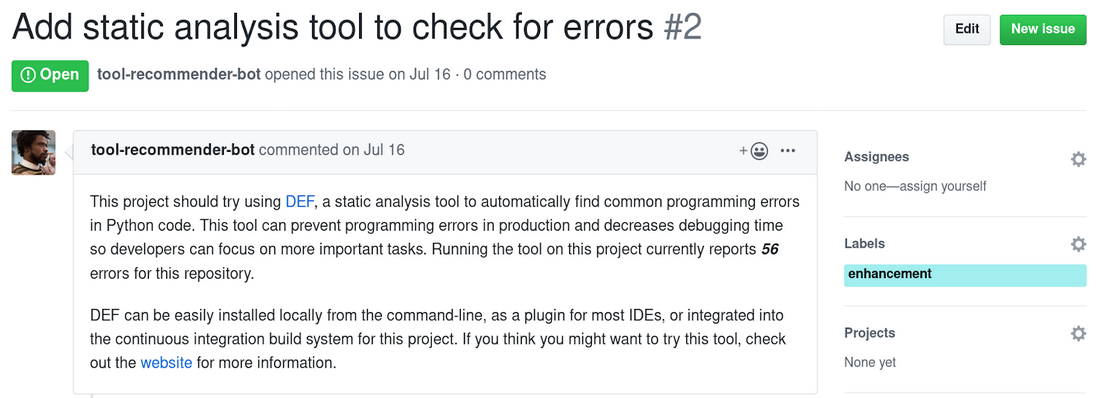 Add static analysis tool to check for errors #2
Edit
New issue
Open
tool-recommender-bot opened this issue on Jul 16 · 0 comments
tool-recommender-bot commented on Jul 16
This project should try using DEF, a static analysis tool to automatically find common programming errors
in Python code. This tool can prevent programming errors in production and decreases debugging time
so developers can focus on more important tasks. Running the tool on this project currently reports 56
errors for this repository.
DEF can be easily installed locally from the command-line, as a plugin for most IDEs, or integrated into
the continuous integration build system for this project. If you think you might want to try this tool, check
out the website for more information.
Assignees
No one—assign yourself
Labels
enhancement
Projects
None yet